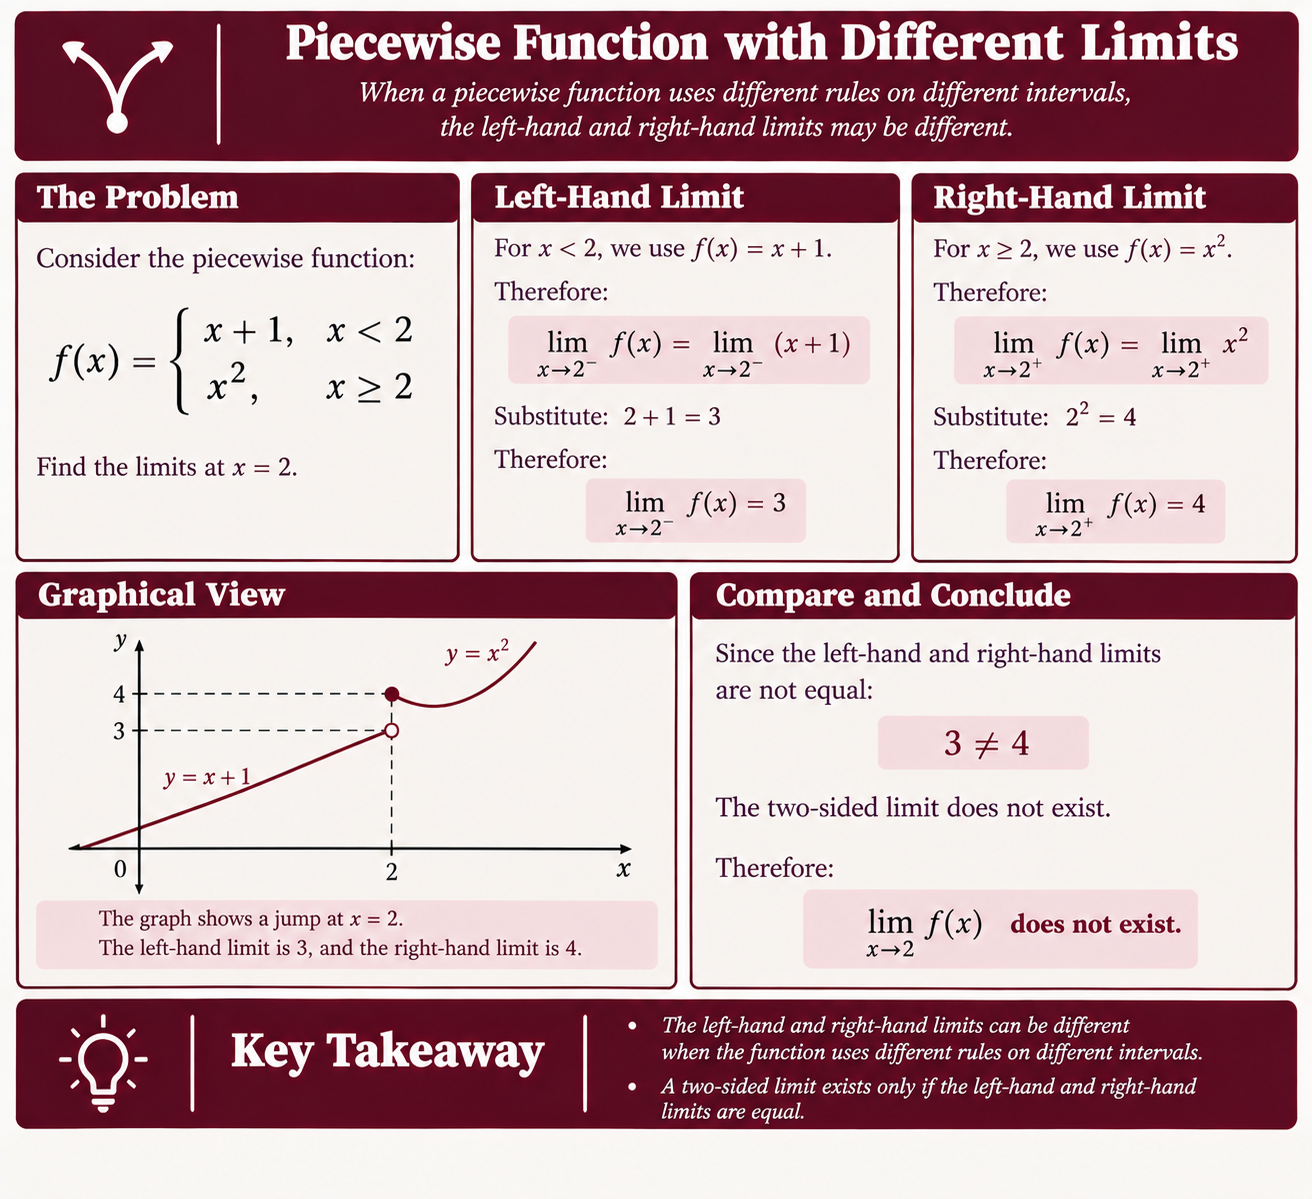 Piecewise Function with Different Limits
When a piecewise function uses different rules on different intervals,
the left-hand and right-hand limits may be different.
The Problem
Consider the piecewise function:
f(x) = { x + 1, x < 2
x², x ≥ 2
Find the limits at x = 2.
Left-Hand Limit
For x < 2, we use f(x) = x + 1.
Therefore:
lim x→2⁻ f(x) = lim x→2⁻ (x + 1)
Substitute: 2 + 1 = 3
Therefore:
lim x→2⁻ f(x) = 3
Right-Hand Limit
For x ≥ 2, we use f(x) = x².
Therefore:
lim x→2⁺ f(x) = lim x→2⁺ x²
Substitute: 2² = 4
Therefore:
lim x→2⁺ f(x) = 4
Graphical View
y
y = x²
4
3
y = x + 1
0
2
x
The graph shows a jump at x = 2.
The left-hand limit is 3, and the right-hand limit is 4.
Compare and Conclude
Since the left-hand and right-hand limits
are not equal:
3 ≠ 4
The two-sided limit does not exist.
Therefore:
lim x→2 f(x) does not exist.
Key Takeaway
• The left-hand and right-hand limits can be different
when the function uses different rules on different intervals.
• A two-sided limit exists only if the left-hand and right-hand
limits are equal.